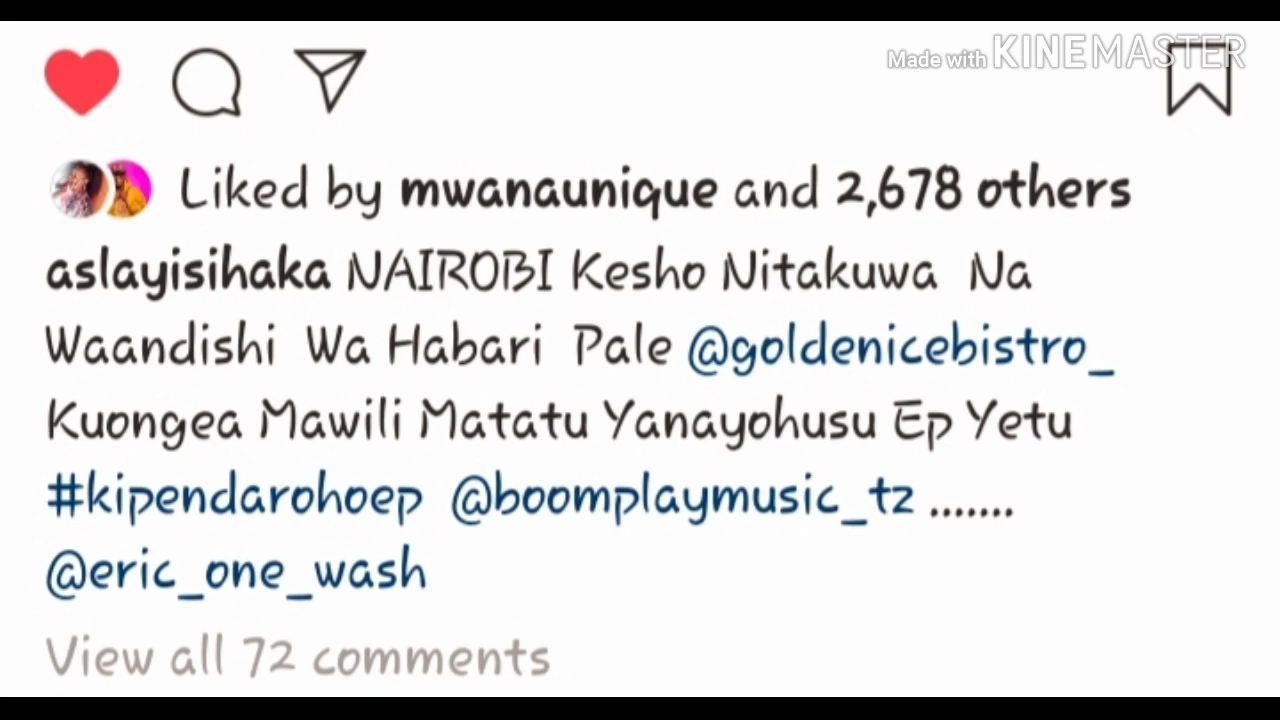 Made with KINEMASTER
Liked by mwanaunique and 2,678 others
aslayisihaka NAIROBI Kesho Nitakuwa Na
Waandishi Wa Habari Pale @goldenicebistro_
Kuongea Mawili Matatu Yanayohusu Ep Yetu
#kipendarohoep @boomplaymusic_tz .......
@eric_one_wash
View all 72 comments